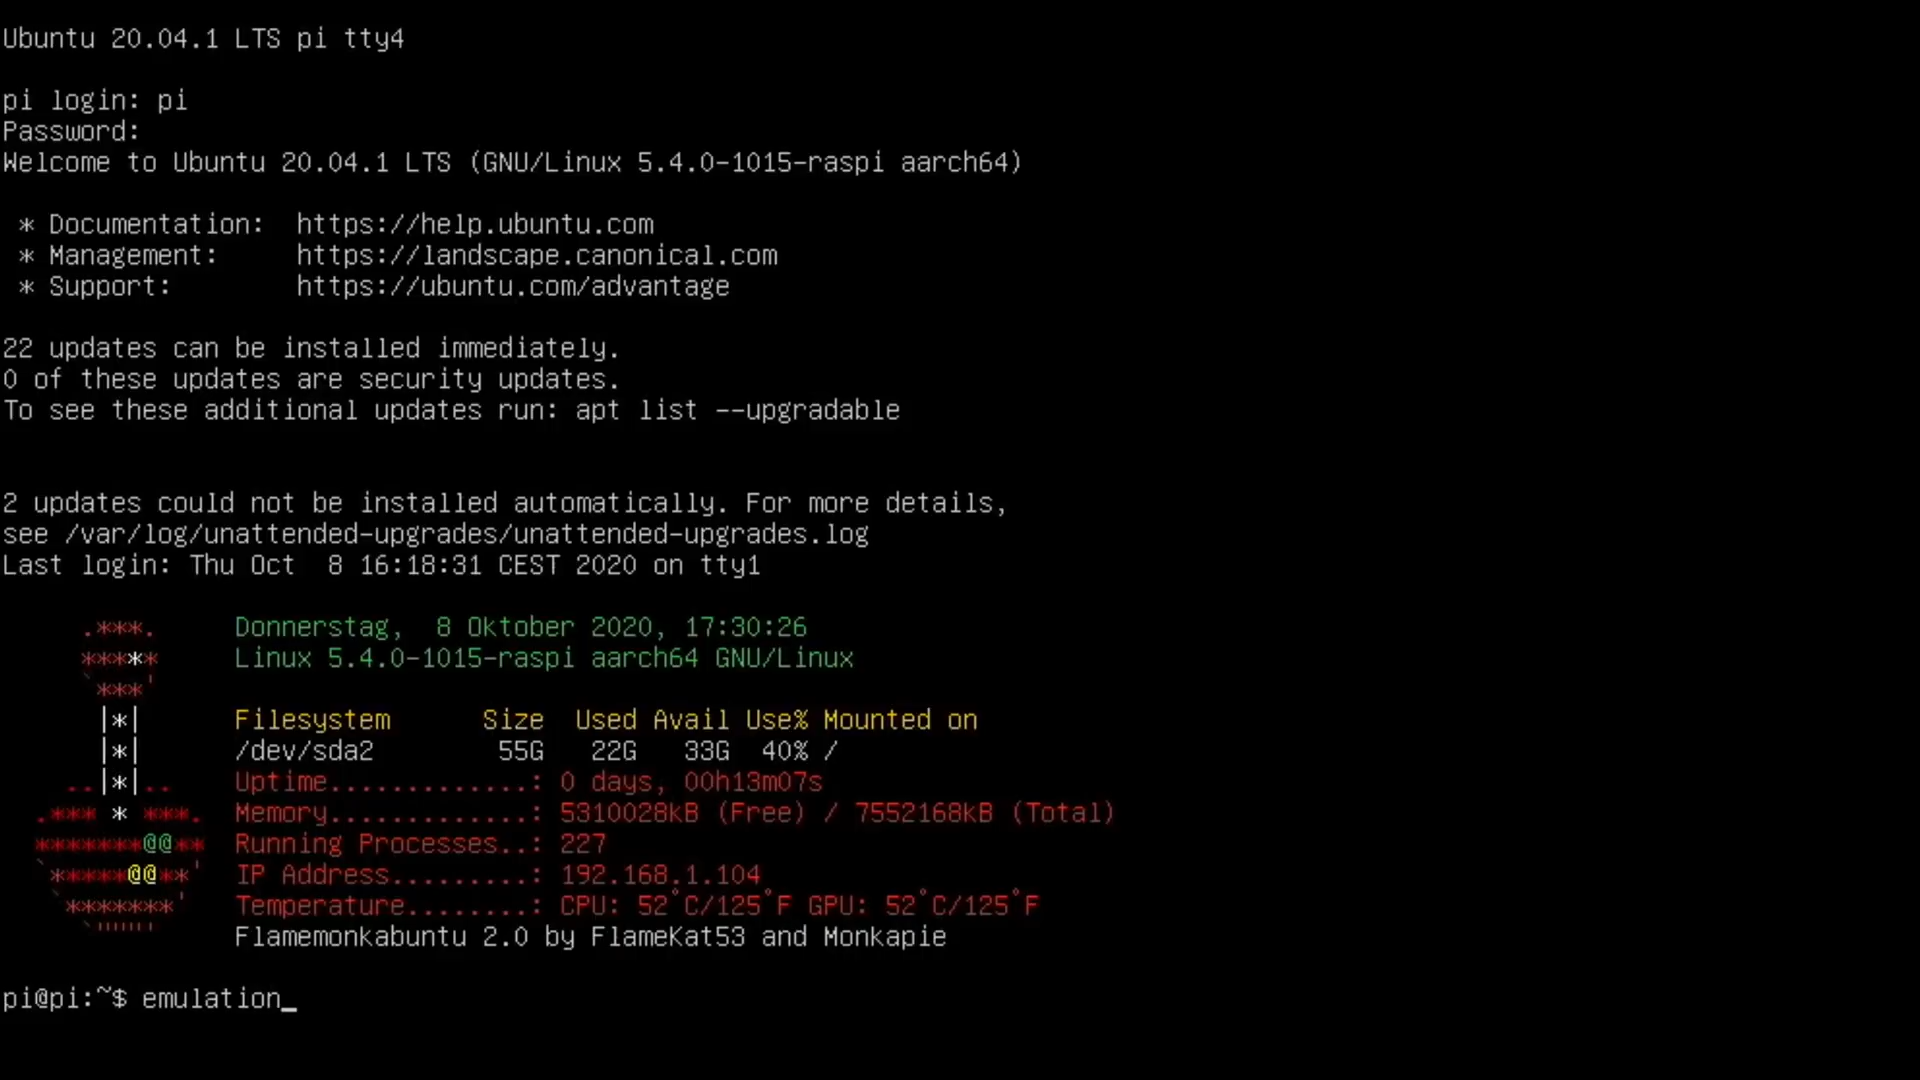 Ubuntu 20.04.1 LTS pi tty4
pi login: pi
Password:
Welcome to Ubuntu 20.04.1 LTS (GNU/Linux 5.4.0-1015-raspi aarch64)
* Documentation:  https://help.ubuntu.com
* Management:     https://landscape.canonical.com
* Support:        https://ubuntu.com/advantage
22 updates can be installed immediately.
0 of these updates are security updates.
To see these additional updates run: apt list --upgradable
2 updates could not be installed automatically. For more details,
see /var/log/unattended-upgrades/unattended-upgrades.log
Last login: Thu Oct  8 16:18:31 CEST 2020 on tty1
.***.     Donnerstag,  8 Oktober 2020, 17:30:26
*****     Linux 5.4.0-1015-raspi aarch64 GNU/Linux
`***'
|*|      Filesystem      Size  Used Avail Use% Mounted on
|*|      /dev/sda2        55G   22G   33G  40% /
..|*|..    Uptime.............: 0 days, 00h13m07s
.*** * ***.  Memory.............: 5310028kB (Free) / 7552168kB (Total)
*******@@**  Running Processes..: 227
`*****@@**'  IP Address.........: 192.168.1.104
`*******'   Temperature........: CPU: 52°C/125°F GPU: 52°C/125°F
`""""'    Flamemonkabuntu 2.0 by FlameKat53 and Monkapie
pi@pi:~$ emulation_